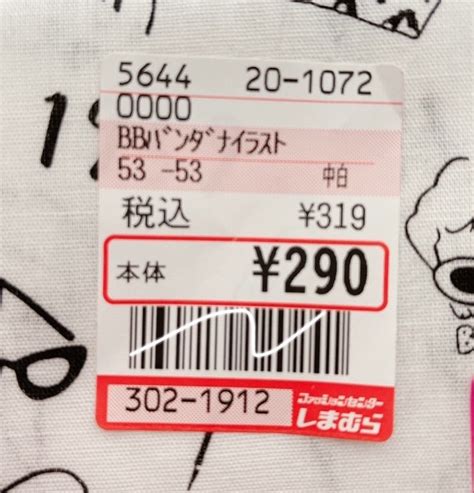 5644 20-1072
0000
BBﾊﾞﾝﾀﾞﾅｲﾗｽﾄ
53 -53 中白
税込 ¥319
本体 ¥290
302-1912
ファッションセンター
しまむら